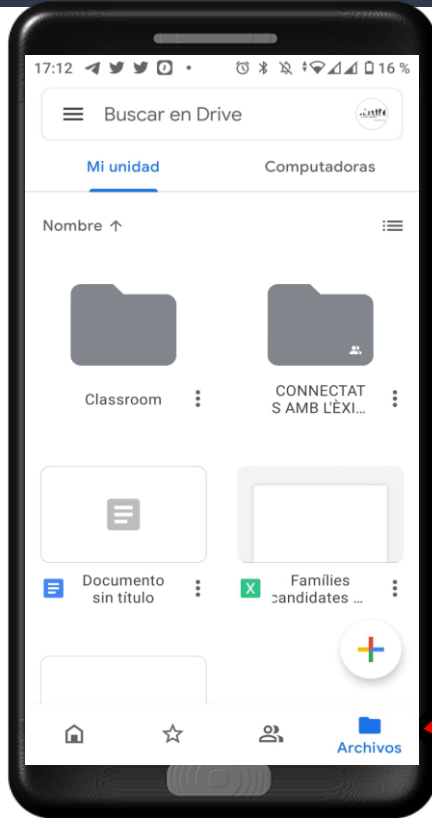 17:12 16 %
Buscar en Drive
Mi unidad Computadoras
Nombre
Classroom
CONNECTAT
S AMB L'ÈXI...
Documento
sin título
X
Famílies
candidates ...
Archivos